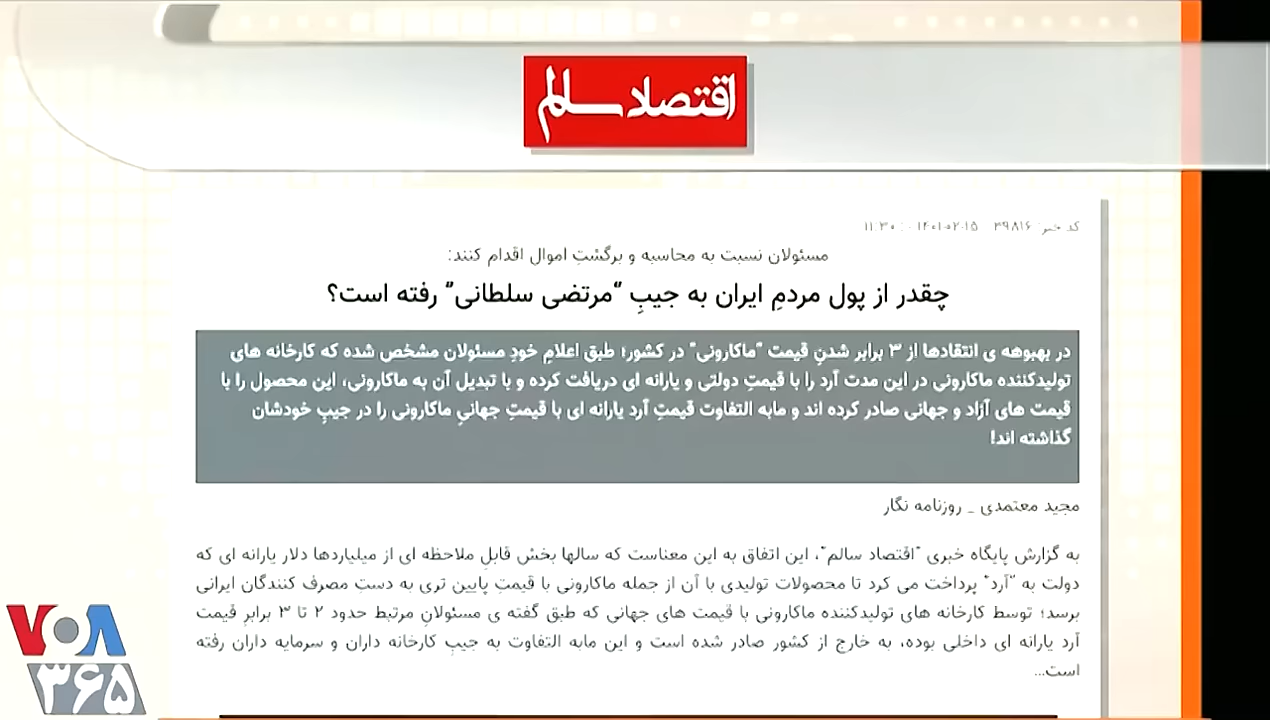 اقتصاد سالم
کد خبر: ۳۹۸۱۶ ۱۴۰۱-۰۲-۱۵ : ۱۱:۳۰
مسئولان نسبت به محاسبه و برگشتِ اموال اقدام کنند:
چقدر از پول مردمِ ایران به جیبِ “مرتضی سلطانی” رفته است؟
در بهبوهه ی انتقادها از ۳ برابر شدنِ قیمت “ماکارونی” در کشور؛ طبق اعلامِ خودِ مسئولان مشخص شده که کارخانه های
تولیدکننده ماکارونی در این مدت آرد را با قیمتِ دولتی و یارانه ای دریافت کرده و با تبدیل آن به ماکارونی، این محصول را با
قیمت های آزاد و جهانی صادر کرده اند و مابه التفاوت قیمتِ آرد یارانه ای با قیمتِ جهانیِ ماکارونی را در جیبِ خودشان
گذاشته اند!
مجید معتمدی _ روزنامه نگار
به گزارش پایگاه خبری “اقتصاد سالم”، این اتفاق به این معناست که سالها بخش قابلِ ملاحظه ای از میلیاردها دلار یارانه ای که
دولت به “آرد” پرداخت می کرد تا محصولات تولیدی با آن از جمله ماکارونی با قیمتِ پایین تری به دستِ مصرف کنندگان ایرانی
برسد؛ توسط کارخانه های تولیدکننده ماکارونی با قیمت های جهانی که طبق گفته ی مسئولانِ مرتبط حدود ۲ تا ۳ برابرِ قیمت
آرد یارانه ای داخلی بوده، به خارج از کشور صادر شده است و این مابه التفاوت به جیبِ کارخانه داران و سرمایه داران رفته
است...
VOA
۳۶۵